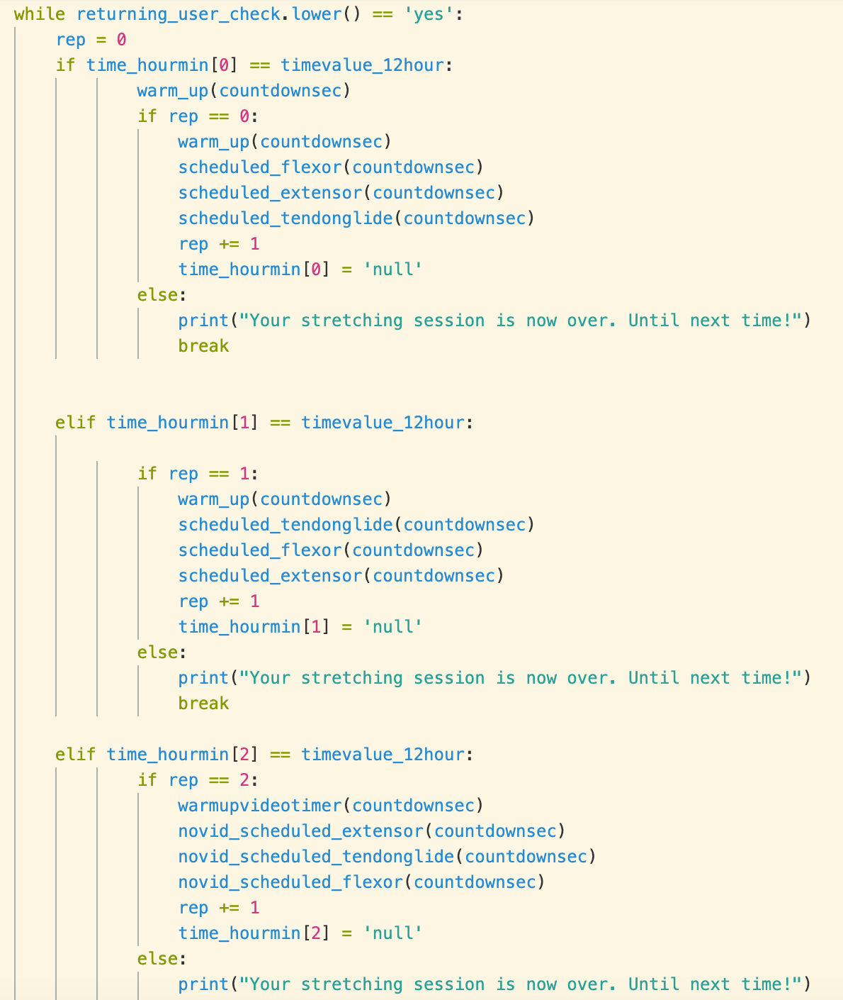 while returning_user_check.lower() == 'yes':
    rep = 0
    if time_hourmin[0] == timevalue_12hour:
            warm_up(countdownsec)
            if rep == 0:
                warm_up(countdownsec)
                scheduled_flexor(countdownsec)
                scheduled_extensor(countdownsec)
                scheduled_tendonglide(countdownsec)
                rep += 1
                time_hourmin[0] = 'null'
            else:
                print("Your stretching session is now over. Until next time!")
                break
    elif time_hourmin[1] == timevalue_12hour:
            if rep == 1:
                warm_up(countdownsec)
                scheduled_tendonglide(countdownsec)
                scheduled_flexor(countdownsec)
                scheduled_extensor(countdownsec)
                rep += 1
                time_hourmin[1] = 'null'
            else:
                print("Your stretching session is now over. Until next time!")
                break
    elif time_hourmin[2] == timevalue_12hour:
            if rep == 2:
                warmupvideotimer(countdownsec)
                novid_scheduled_extensor(countdownsec)
                novid_scheduled_tendonglide(countdownsec)
                novid_scheduled_flexor(countdownsec)
                rep += 1
                time_hourmin[2] = 'null'
            else:
                print("Your stretching session is now over. Until next time!")